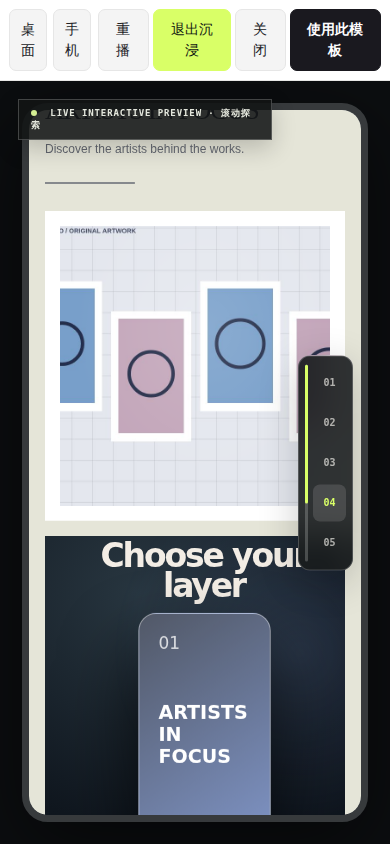 桌
面
手
机
重
播
退出沉
浸
关
闭
使用此模
板
LIVE INTERACTIVE PREVIEW · 滚动探
索
Discover the artists behind the works.
/ ORIGINAL ARTWORK
01
02
03
04
05
Choose your
layer
01
ARTISTS
IN
FOCUS